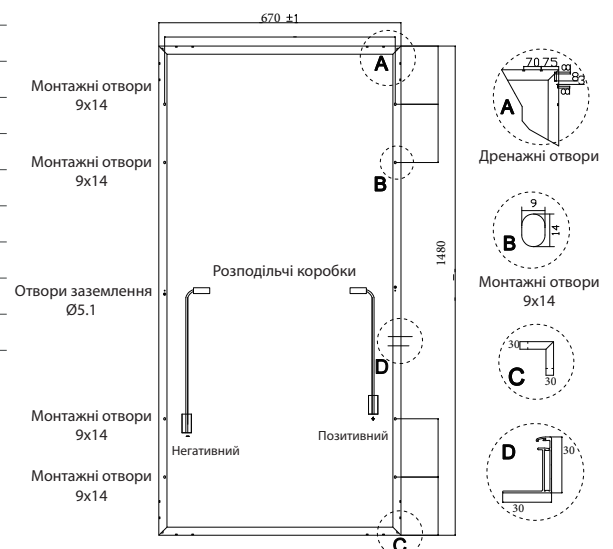 670 ±1
A
Монтажні отвори
9x14
70,75
A
Дренажні отвори
Монтажні отвори
9x14
B
9
14
B
Монтажні отвори
9x14
1480
Розподільчі коробки
Отвори заземлення
Ø5.1
D
30
C
30
Монтажні отвори
9x14
Негативний
Позитивний
D
30
30
Монтажні отвори
9x14
C